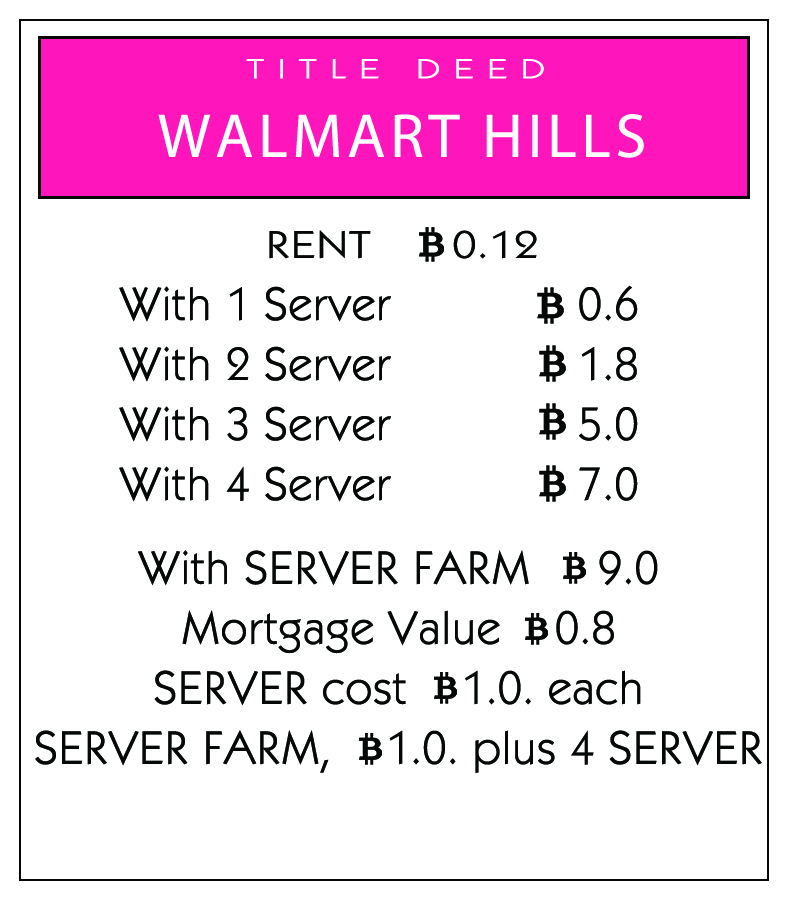 TITLE DEED
WALMART HILLS
RENT ₿0.12
With 1 Server ₿ 0.6
With 2 Server ₿ 1.8
With 3 Server ₿ 5.0
With 4 Server ₿ 7.0
With SERVER FARM ₿ 9.0
Mortgage Value ₿0.8
SERVER cost ₿1.0. each
SERVER FARM, ₿1.0. plus 4 SERVER